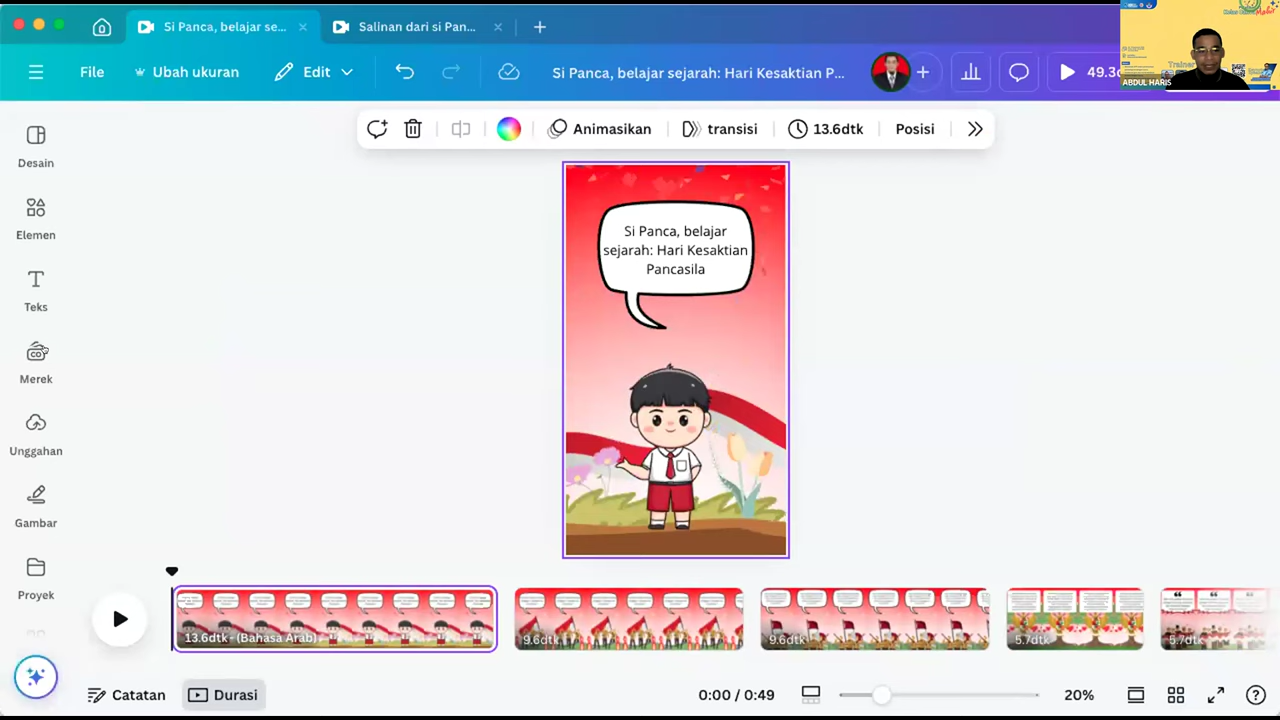 Si Panca, belajar se...
Salinan dari si Pan...
File
Ubah ukuran
Edit
Si Panca, belajar sejarah: Hari Kesaktian P...
49.3d
ABDUL HARIS
Animasikan
transisi
13.6dtk
Posisi
Desain
Elemen
Teks
Merek
Unggahan
Gambar
Proyek
Si Panca, belajar
sejarah: Hari Kesaktian
Pancasila
13.6dtk - (Bahasa Arab)
9.6dtk
9.6dtk
5.7dtk
5.7dtk
Catatan
Durasi
0:00 / 0:49
20%